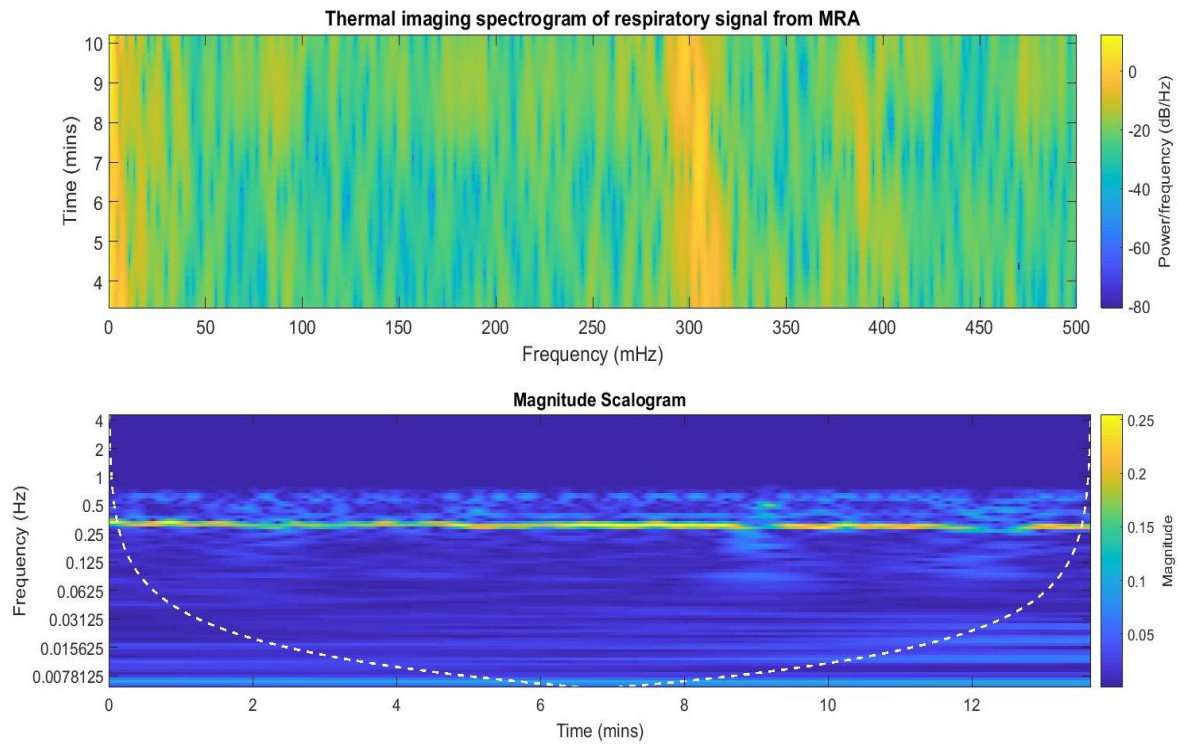 Thermal imaging spectrogram of respiratory signal from MRA
10
9
8
7
6
5
4
Time (mins)
0 50 100 150 200 250 300 350 400 450 500
Frequency (mHz)
0
-20
-40
-60
-80
Power/frequency (dB/Hz)
Magnitude Scalogram
4
2
1
0.5
0.25
0.125
0.0625
0.03125
0.015625
0.0078125
Frequency (Hz)
0 2 4 6 8 10 12
Time (mins)
0.25
0.2
0.15
0.1
0.05
Magnitude